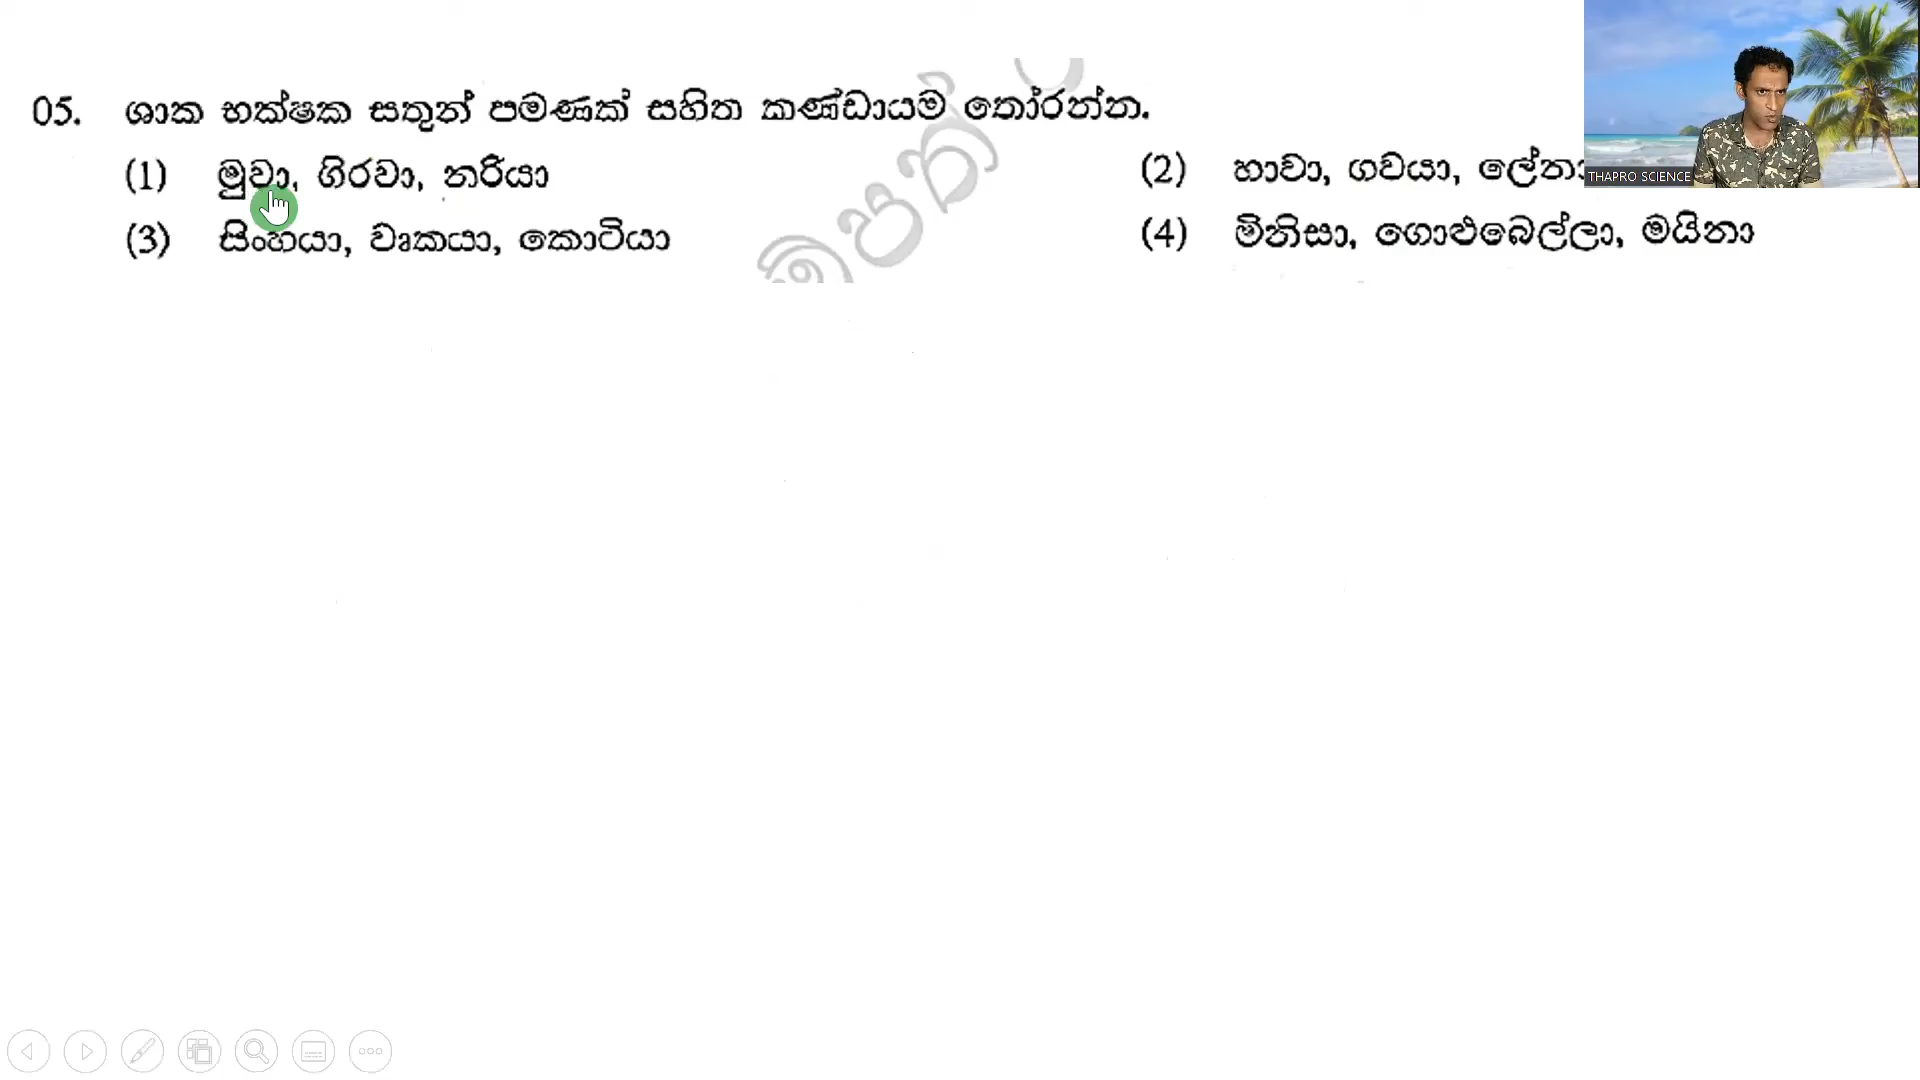 05. ශාක භක්ෂක සතුන් පමණක් සහිත කණ්ඩායම තෝරන්න.
(1) මුවා, ගිරවා, නරියා
(2) හාවා, ගවයා, ලේනා
(3) සිංහයා, වෘකයා, කොටියා
(4) මිනිසා, ගොළුබෙල්ලා, මයිනා
THAPRO SCIENCE